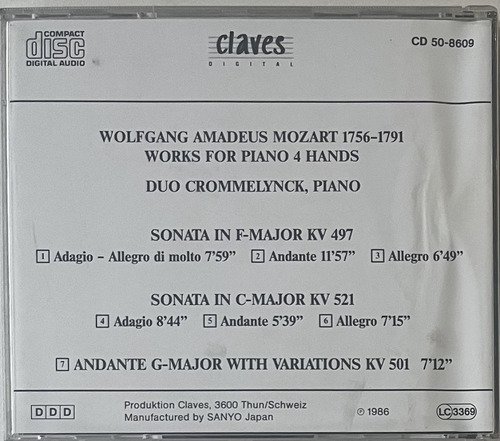 COMPACT
disc
DIGITAL AUDIO
claves
DIGITAL
CD 50-8609
WOLFGANG AMADEUS MOZART 1756–1791
WORKS FOR PIANO 4 HANDS
DUO CROMMELYNCK, PIANO
SONATA IN F-MAJOR KV 497
1 Adagio – Allegro di molto 7'59" 2 Andante 11'57" 3 Allegro 6'49"
SONATA IN C-MAJOR KV 521
4 Adagio 8'44" 5 Andante 5'39" 6 Allegro 7'15"
7 ANDANTE G-MAJOR WITH VARIATIONS KV 501 7'12"
DDD
Produktion Claves, 3600 Thun/Schweiz
Manufactured by SANYO Japan
℗ 1986
LC 3369